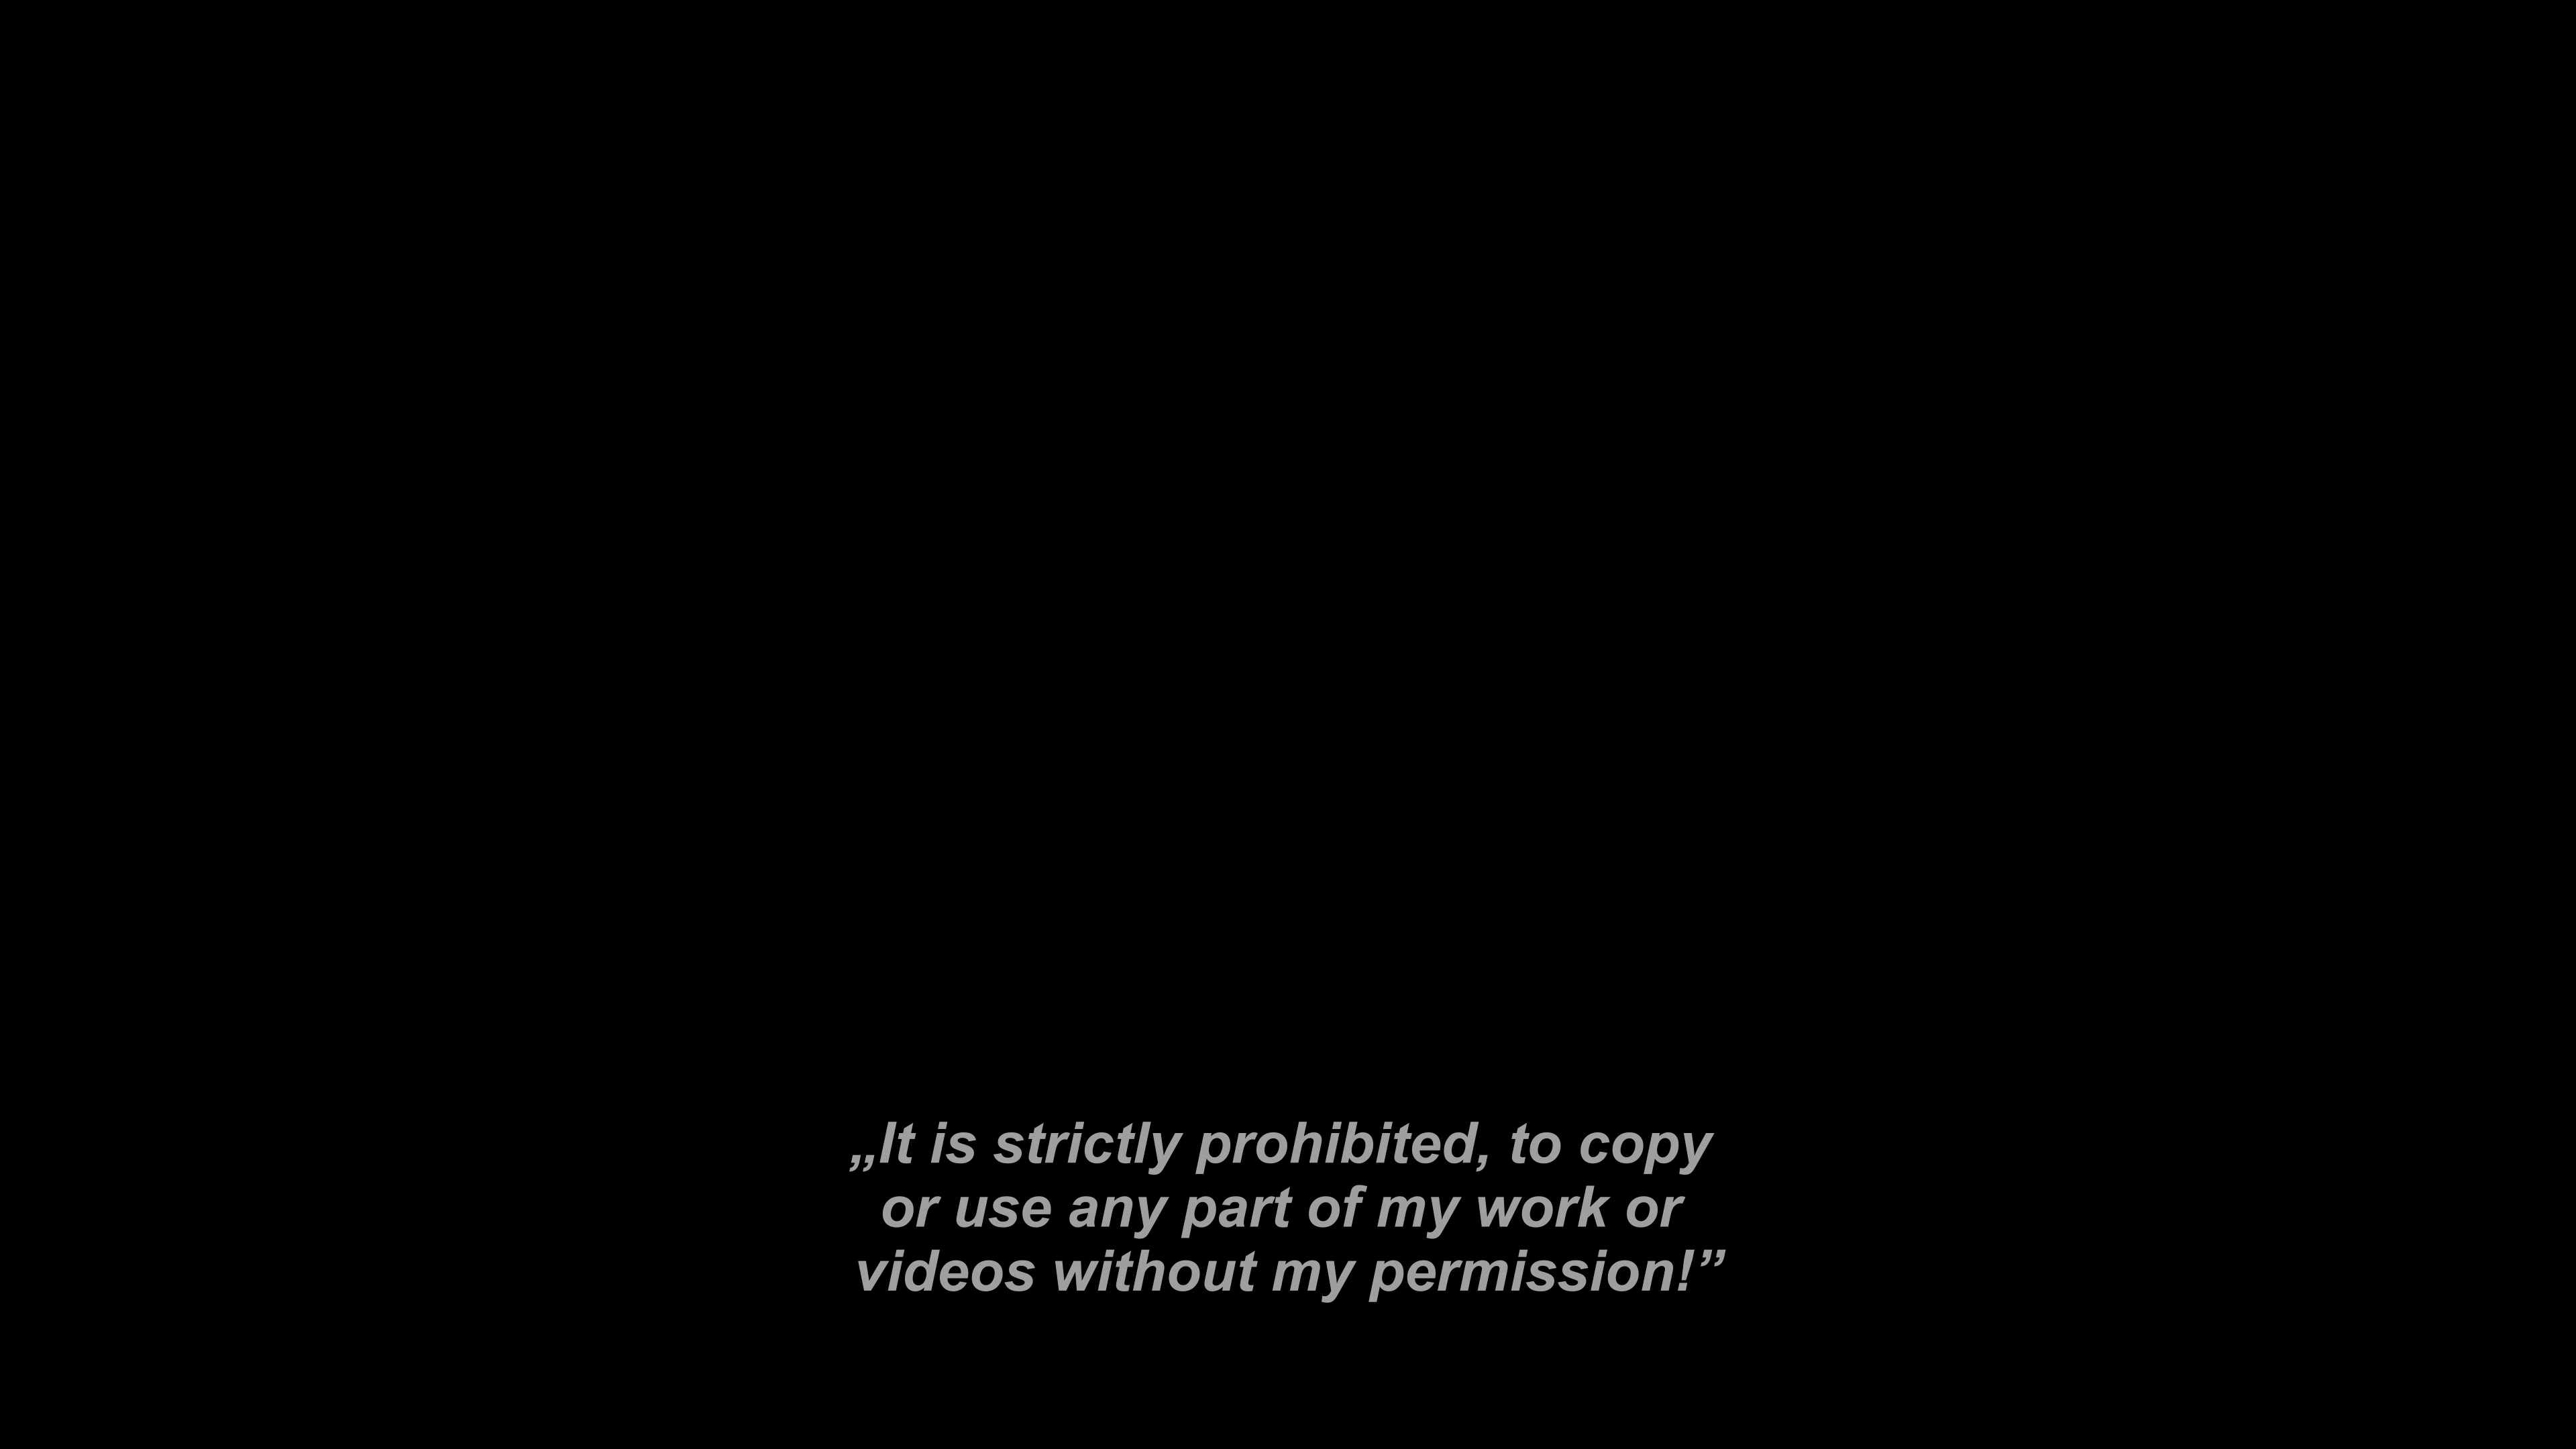 „It is strictly prohibited, to copy
or use any part of my work or
videos without my permission!”